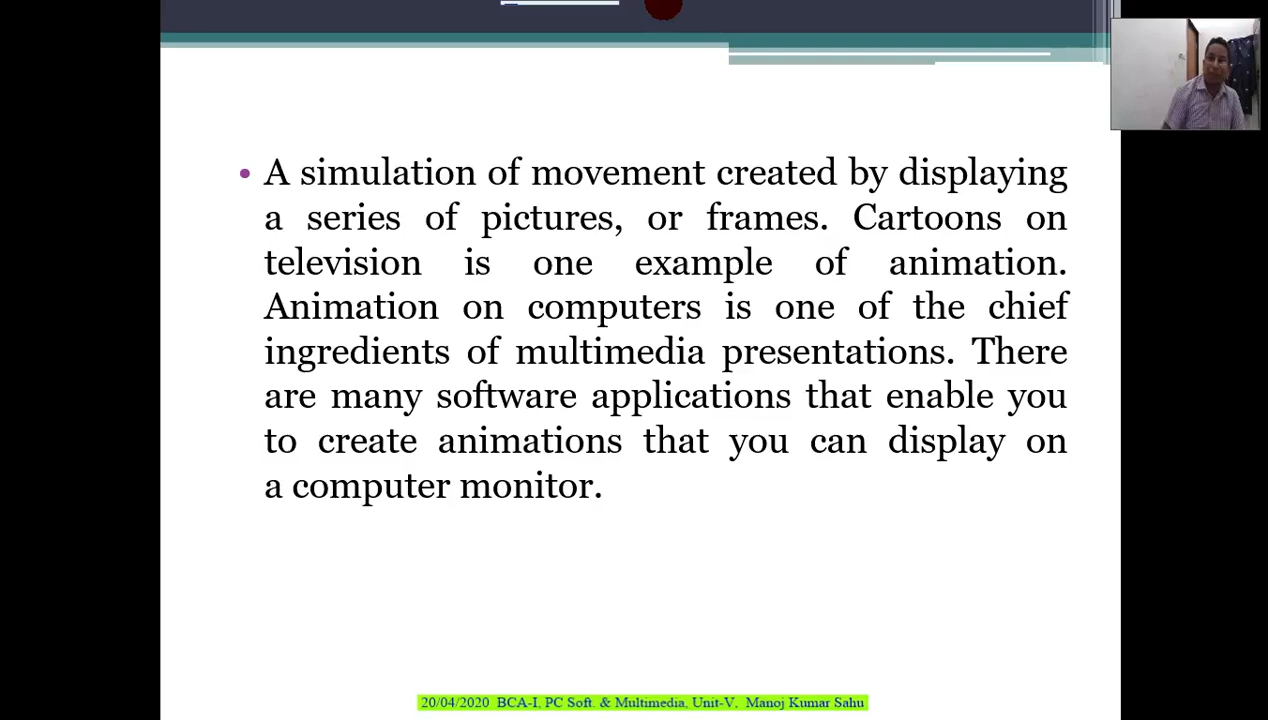 • A simulation of movement created by displaying
a series of pictures, or frames. Cartoons on
television is one example of animation.
Animation on computers is one of the chief
ingredients of multimedia presentations. There
are many software applications that enable you
to create animations that you can display on
a computer monitor.
20/04/2020 BCA-I, PC Soft. & Multimedia, Unit-V, Manoj Kumar Sahu